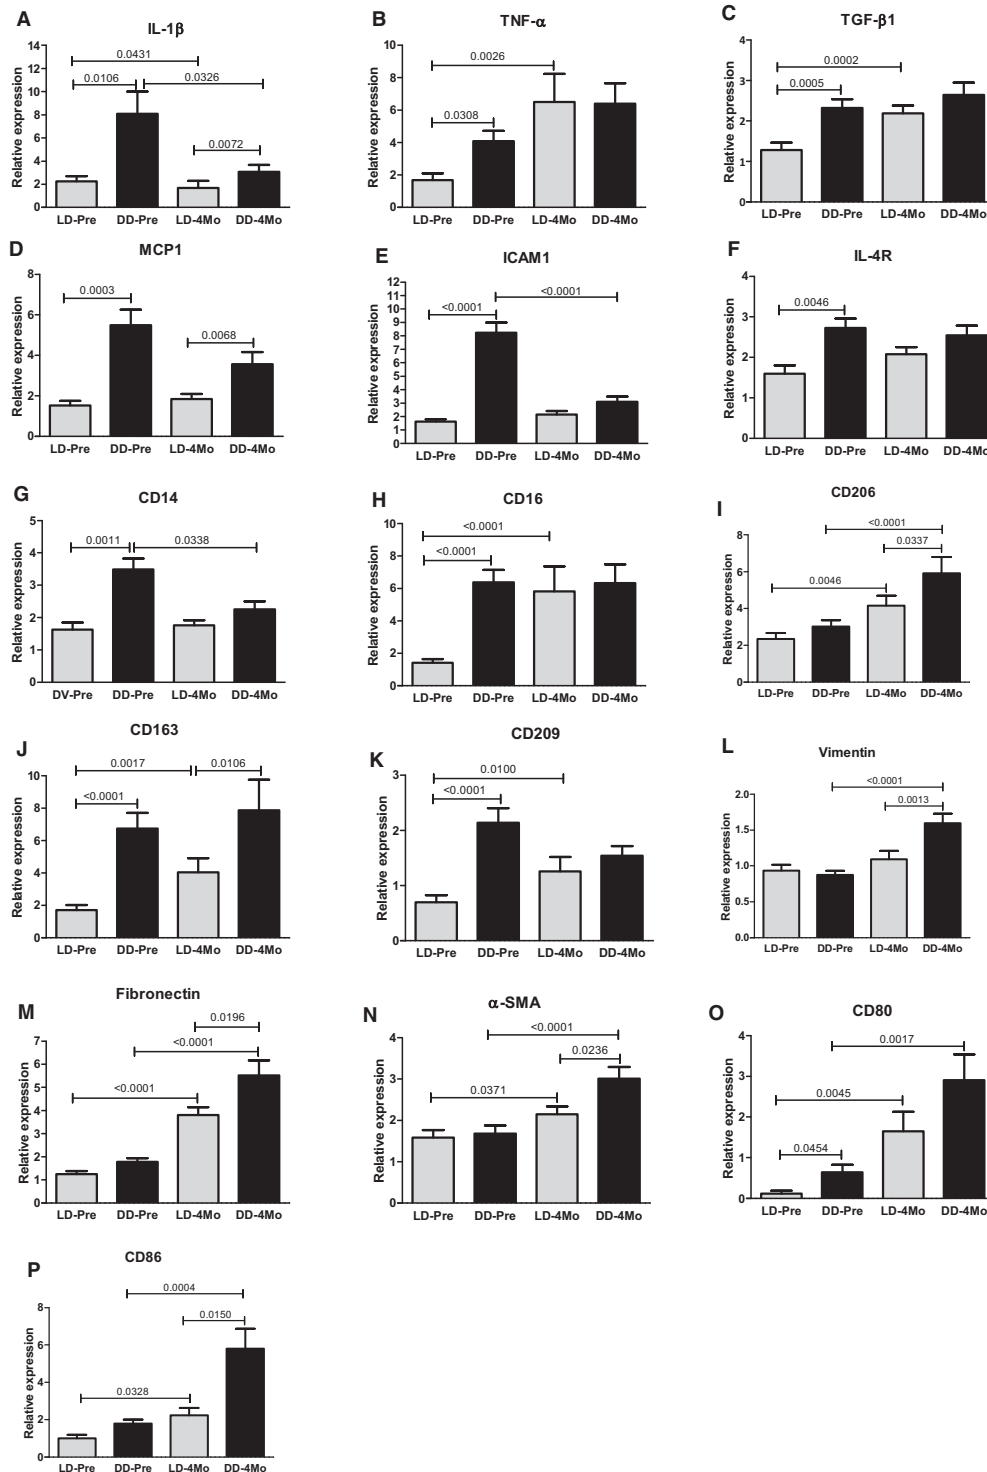 A
IL-1β
Relative expression
14
12
10
8
6
4
2
0
0.0431
0.0106
0.0326
0.0072
LD-Pre DD-Pre LD-4Mo DD-4Mo
B
TNF-α
Relative expression
10
8
6
4
2
0
0.0026
0.0308
LD-Pre DD-Pre LD-4Mo DD-4Mo
C
TGF-β1
Relative expression
4
3
2
1
0
0.0002
0.0005
LD-Pre DD-Pre LD-4Mo DD-4Mo
D
MCP1
Relative expression
8
6
4
2
0
0.0003
0.0068
LD-Pre DD-Pre LD-4Mo DD-4Mo
E
ICAM1
Relative expression
12
11
10
9
8
7
6
5
4
3
2
1
0
<0.0001
<0.0001
LD-Pre DD-Pre LD-4Mo DD-4Mo
F
IL-4R
Relative expression
4
3
2
1
0
0.0046
LD-Pre DD-Pre LD-4Mo DD-4Mo
G
CD14
Relative expression
5
4
3
2
1
0
0.0011
0.0338
DV-Pre DD-Pre LD-4Mo DD-4Mo
H
CD16
Relative expression
10
8
6
4
2
0
<0.0001
<0.0001
LD-Pre DD-Pre LD-4Mo DD-4Mo
I
CD206
Relative expression
8
6
4
2
0
<0.0001
0.0337
0.0046
LD-Pre DD-Pre LD-4Mo DD-4Mo
J
CD163
Relative expression
10
8
6
4
2
0
0.0017
0.0106
<0.0001
LD-Pre DD-Pre LD-4Mo DD-4Mo
K
CD209
Relative expression
3
2
1
0
0.0100
<0.0001
LD-Pre DD-Pre LD-4Mo DD-4Mo
L
Vimentin
Relative expression
2.0
1.5
1.0
0.5
0.0
<0.0001
0.0013
LD-Pre DD-Pre LD-4Mo DD-4Mo
M
Fibronectin
Relative expression
7
6
5
4
3
2
1
0
0.0196
<0.0001
<0.0001
LD-Pre DD-Pre LD-4Mo DD-4Mo
N
α-SMA
Relative expression
4
3
2
1
0
<0.0001
0.0236
0.0371
LD-Pre DD-Pre LD-4Mo DD-4Mo
O
CD80
Relative expression
4
3
2
1
0
0.0017
0.0045
0.0454
LD-Pre DD-Pre LD-4Mo DD-4Mo
P
CD86
Relative expression
8
6
4
2
0
0.0004
0.0150
0.0328
LD-Pre DD-Pre LD-4Mo DD-4Mo